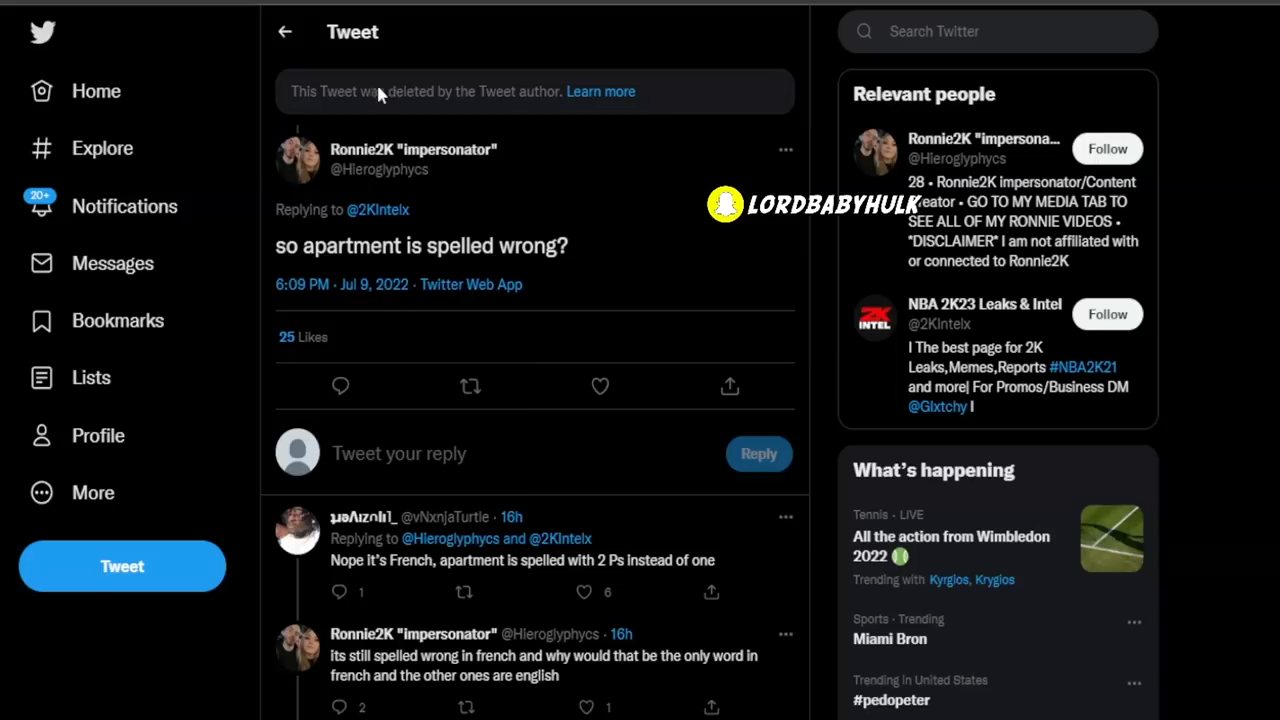 Tweet
Search Twitter
Home
Explore
20+
Notifications
Messages
Bookmarks
Lists
Profile
More
Tweet
This Tweet was deleted by the Tweet author. Learn more
Ronnie2K "impersonator"
@Hieroglyphycs
Replying to @2KIntelx
so apartment is spelled wrong?
6:09 PM · Jul 9, 2022 · Twitter Web App
25 Likes
Tweet your reply
Reply
@vNxnjaTurtle · 16h
Replying to @Hieroglyphycs and @2KIntelx
Nope it's French, apartment is spelled with 2 Ps instead of one
1
6
Ronnie2K "impersonator" @Hieroglyphycs · 16h
its still spelled wrong in french and why would that be the only word in
french and the other ones are english
2
1
LORDBABYHULK
Relevant people
Ronnie2K "impersona...
@Hieroglyphycs
Follow
28 • Ronnie2K impersonator/Content
Creator • GO TO MY MEDIA TAB TO
SEE ALL OF MY RONNIE VIDEOS •
*DISCLAIMER* I am not affiliated with
or connected to Ronnie2K
2K
INTEL
NBA 2K23 Leaks & Intel
@2KIntelx
Follow
| The best page for 2K
Leaks,Memes,Reports #NBA2K21
and more| For Promos/Business DM
@Glxtchy |
What's happening
Tennis · LIVE
All the action from Wimbledon
2022
Trending with Kyrgios, Krygios
Sports · Trending
Miami Bron
Trending in United States
#pedopeter